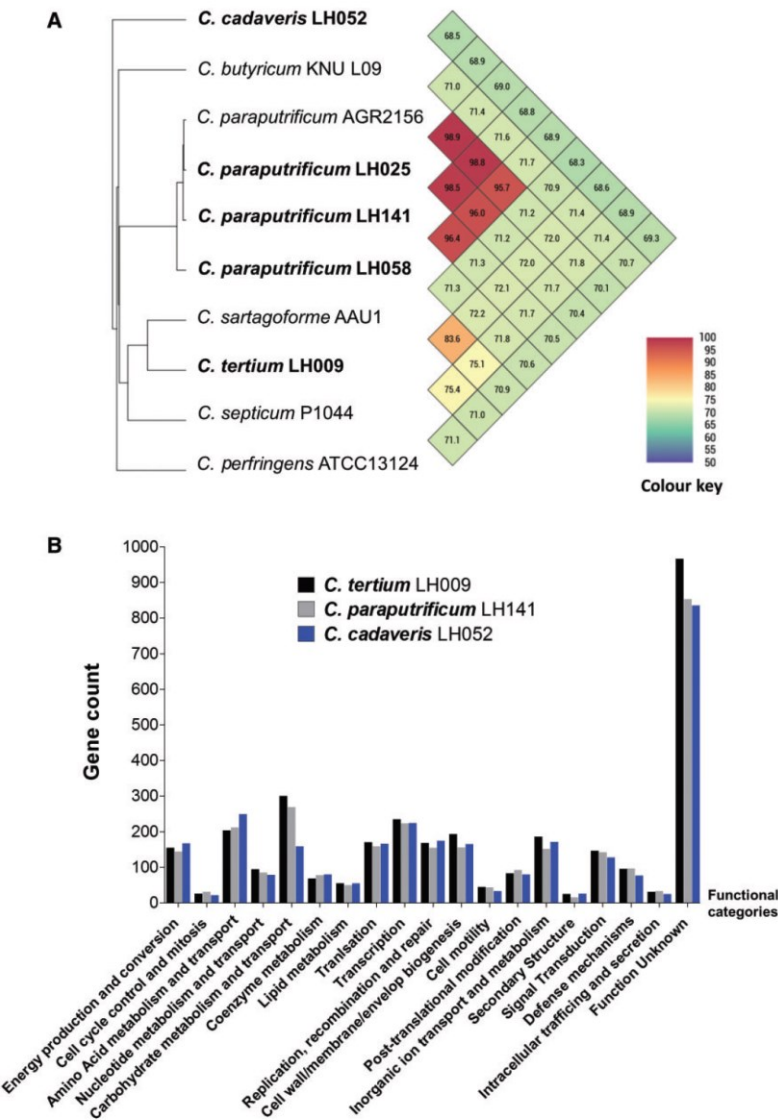 A
C. cadaveris LH052
C. butyricum KNU L09
C. paraputrificum AGR2156
C. paraputrificum LH025
C. paraputrificum LH141
C. paraputrificum LH058
C. sartagoforme AAU1
C. tertium LH009
C. septicum P1044
C. perfringens ATCC13124
68.5
68.9
71.0 69.0
71.4 68.8
98.9 71.6 68.9
98.8 71.7 68.3
98.5 95.7 70.9 68.6
96.0 71.2 71.4 68.9
96.4 71.2 72.0 71.4 69.3
71.3 72.0 71.8 70.7
71.3 72.1 71.7 70.1
72.2 71.7 70.4
83.6 71.8 70.5
75.1 70.6
75.4 70.9
71.0
71.1
100
95
90
85
80
75
70
65
60
55
50
Colour key
B
Gene count
1000
900
800
700
600
500
400
300
200
100
0
C. tertium LH009
C. paraputrificum LH141
C. cadaveris LH052
Functional
categories
Energy production and conversion
Cell cycle control and mitosis
Amino Acid metabolism and transport
Nucleotide metabolism and transport
Carbohydrate metabolism and transport
Coenzyme metabolism
Lipid metabolism
Tranlsation
Transcription
Replication, recombination and repair
Cell wall/membrane/envelop biogenesis
Cell motility
Post-translational modification
Inorganic ion transport and metabolism
Secondary Structure
Signal Transduction
Defense mechanisms
Intracellular trafficing and secretion
Function Unknown